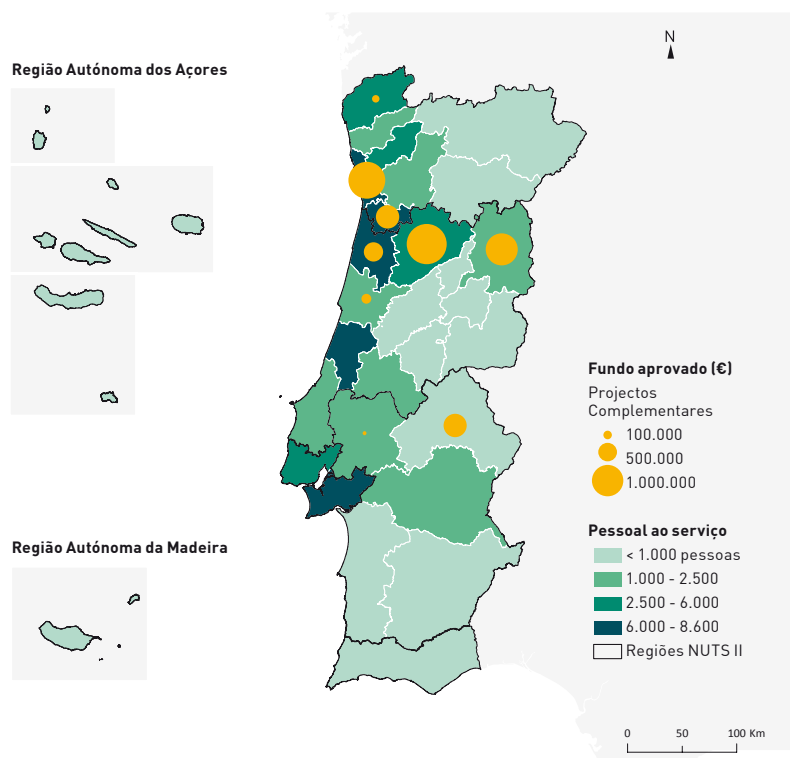 N
Região Autónoma dos Açores
Fundo aprovado (€)
Projectos
Complementares
100.000
500.000
1.000.000
Pessoal ao serviço
< 1.000 pessoas
1.000 - 2.500
2.500 - 6.000
6.000 - 8.600
Regiões NUTS II
Região Autónoma da Madeira
0 50 100 Km